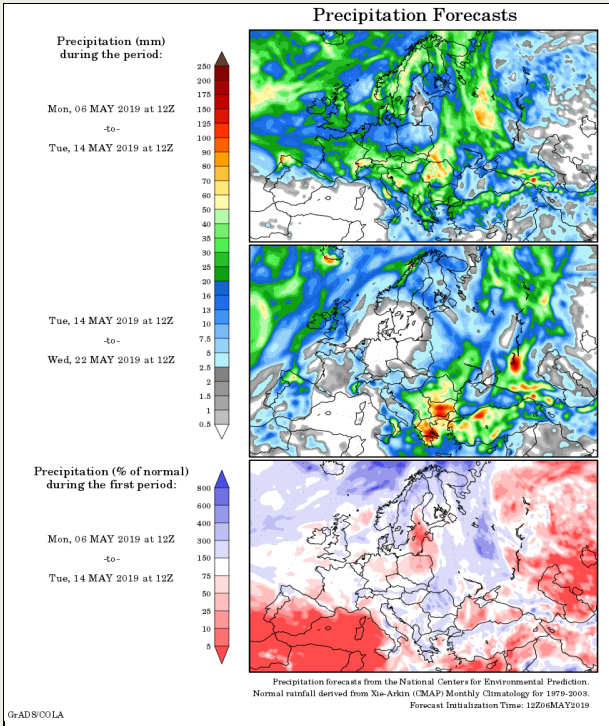 Precipitation Forecasts
Precipitation (mm)
during the period:
Mon, 06 MAY 2019 at 12Z
-to-
Tue, 14 MAY 2019 at 12Z
250
200
175
150
125
100
90
80
70
60
50
40
35
30
25
20
16
13
10
7.5
5
2.5
2
1.5
1
0.5
Tue, 14 MAY 2019 at 12Z
-to-
Wed, 22 MAY 2019 at 12Z
Precipitation (% of normal)
during the first period:
Mon, 06 MAY 2019 at 12Z
-to-
Tue, 14 MAY 2019 at 12Z
800
600
400
300
150
75
50
25
10
5
Precipitation forecasts from the National Centers for Environmental Prediction.
Normal rainfall derived from Xie-Arkin (CMAP) Monthly Climatology for 1979-2003.
Forecast Initialization Time: 12Z06MAY2019
GrADS/COLA